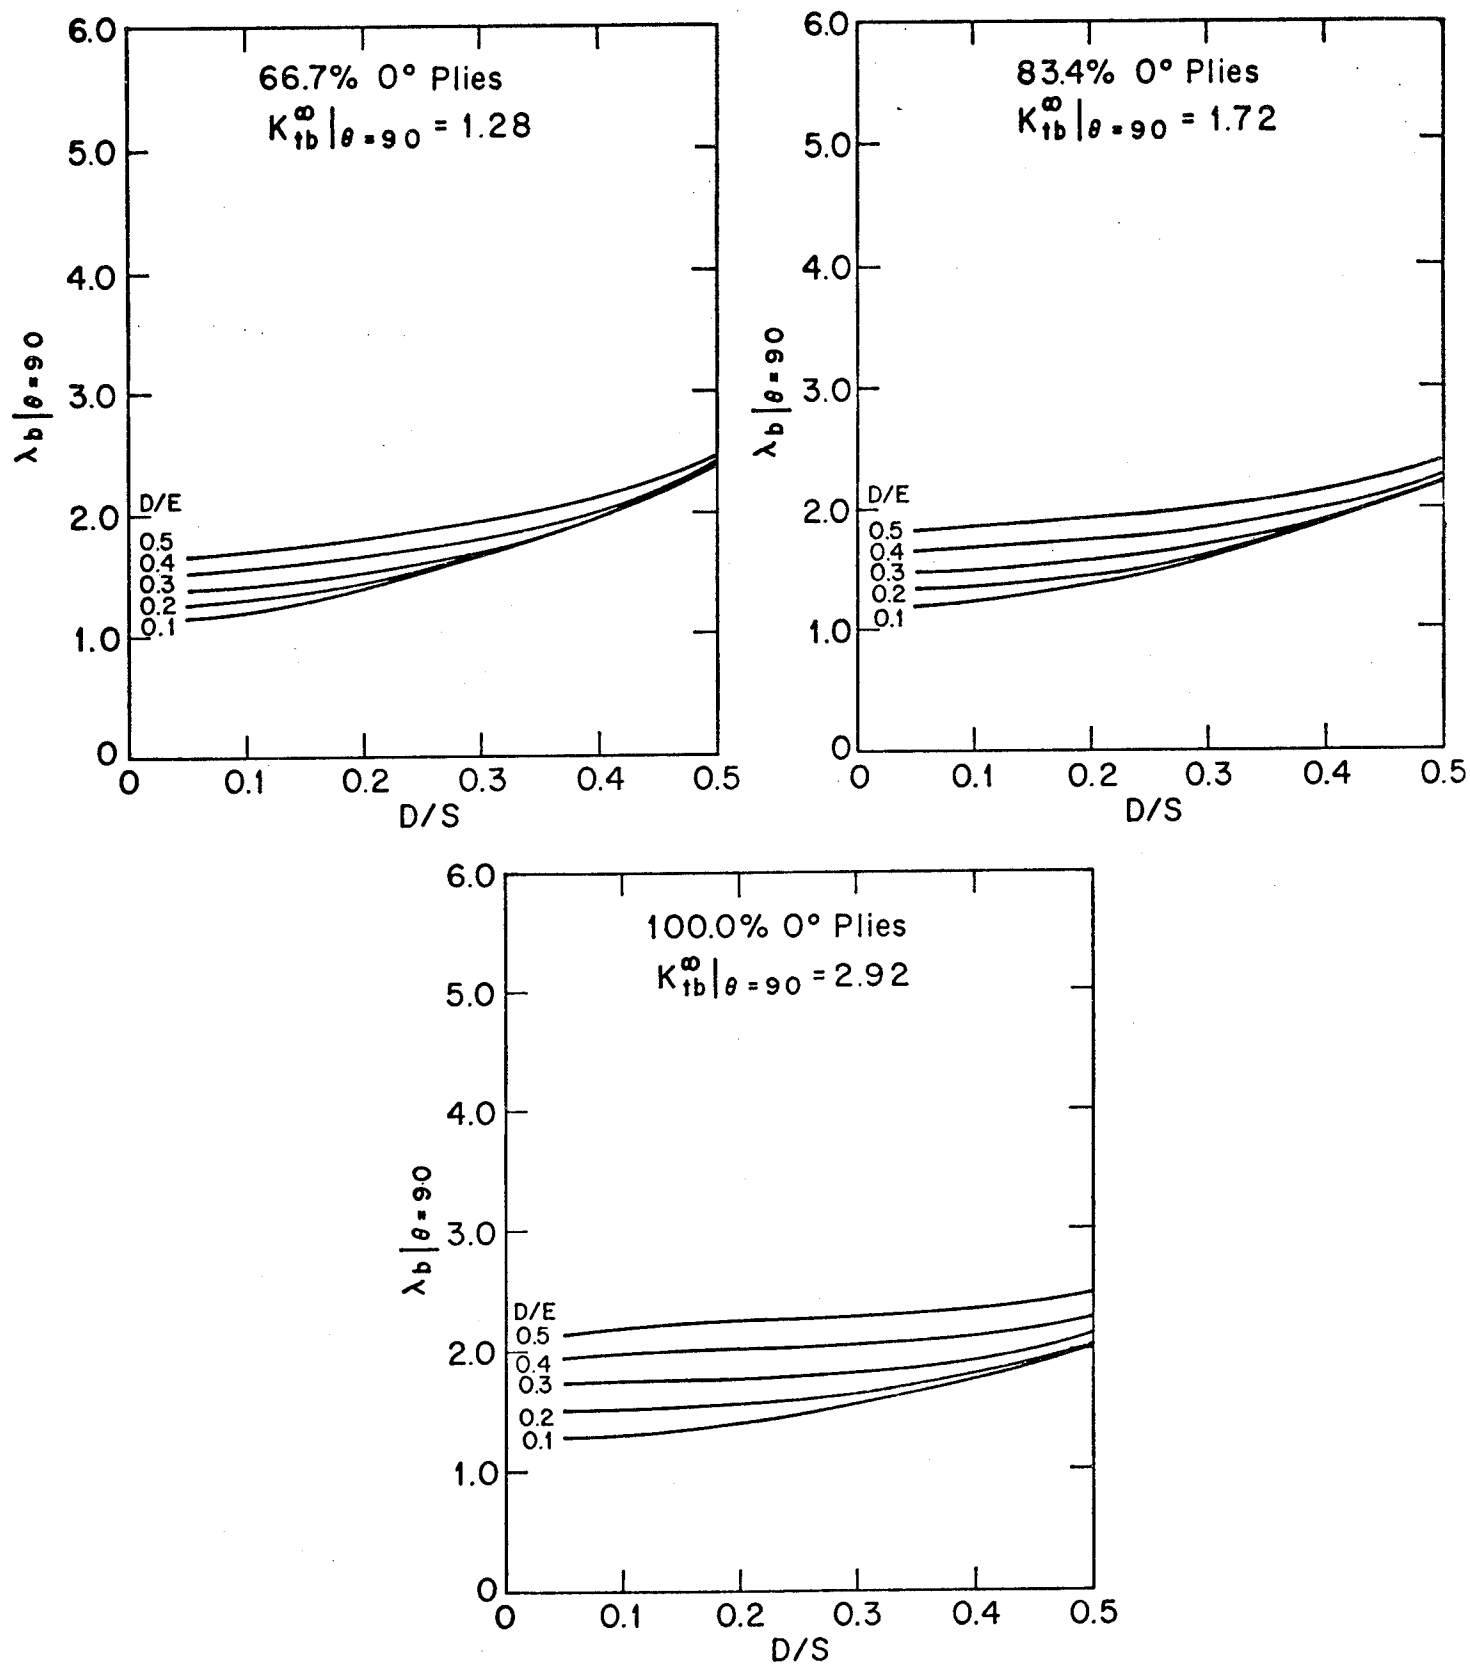 66.7% 0° Plies
K∞tb|θ=90 = 1.28
6.0
5.0
4.0
3.0
2.0
1.0
0
λb|θ=90
D/E
0.5
0.4
0.3
0.2
0.1
0 0.1 0.2 0.3 0.4 0.5
D/S
83.4% 0° Plies
K∞tb|θ=90 = 1.72
6.0
5.0
4.0
3.0
2.0
1.0
0
λb|θ=90
D/E
0.5
0.4
0.3
0.2
0.1
0 0.1 0.2 0.3 0.4 0.5
D/S
100.0% 0° Plies
K∞tb|θ=90 = 2.92
6.0
5.0
4.0
3.0
2.0
1.0
0
λb|θ=90
D/E
0.5
0.4
0.3
0.2
0.1
0 0.1 0.2 0.3 0.4 0.5
D/S